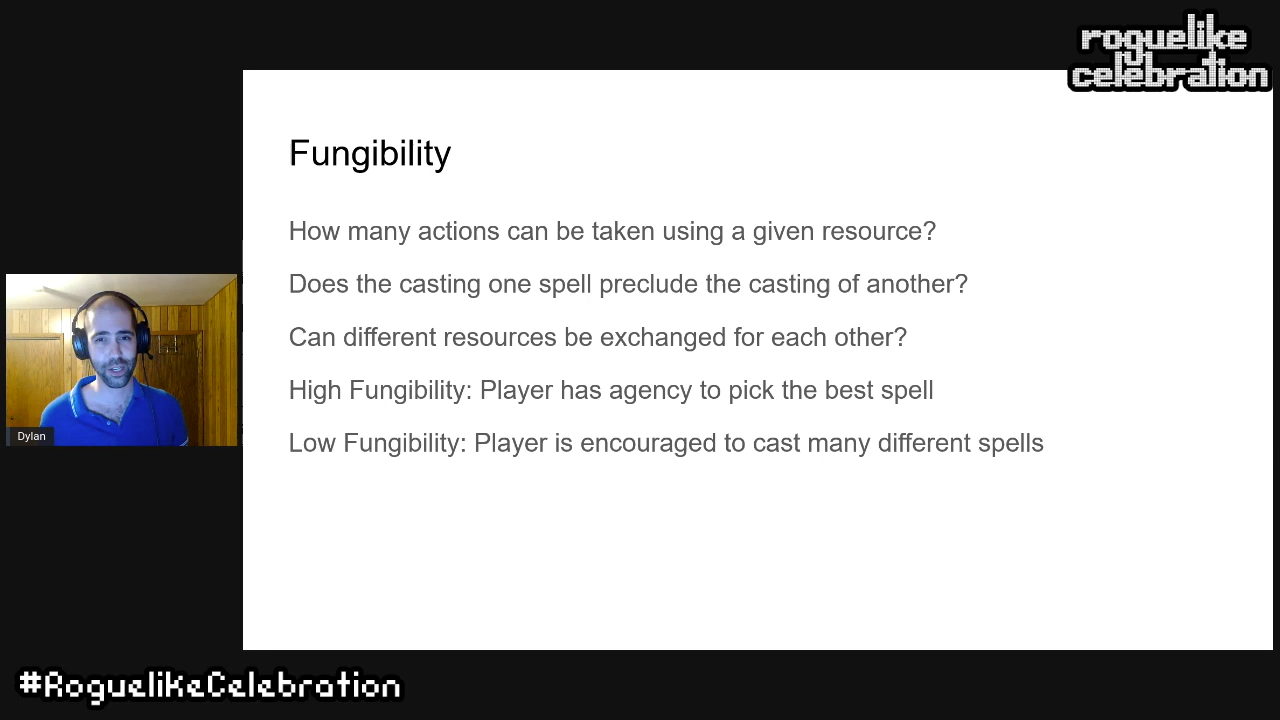 roguelike
celebration
Fungibility
How many actions can be taken using a given resource?
Does the casting one spell preclude the casting of another?
Can different resources be exchanged for each other?
High Fungibility: Player has agency to pick the best spell
Low Fungibility: Player is encouraged to cast many different spells
Dylan
#RoguelikeCelebration